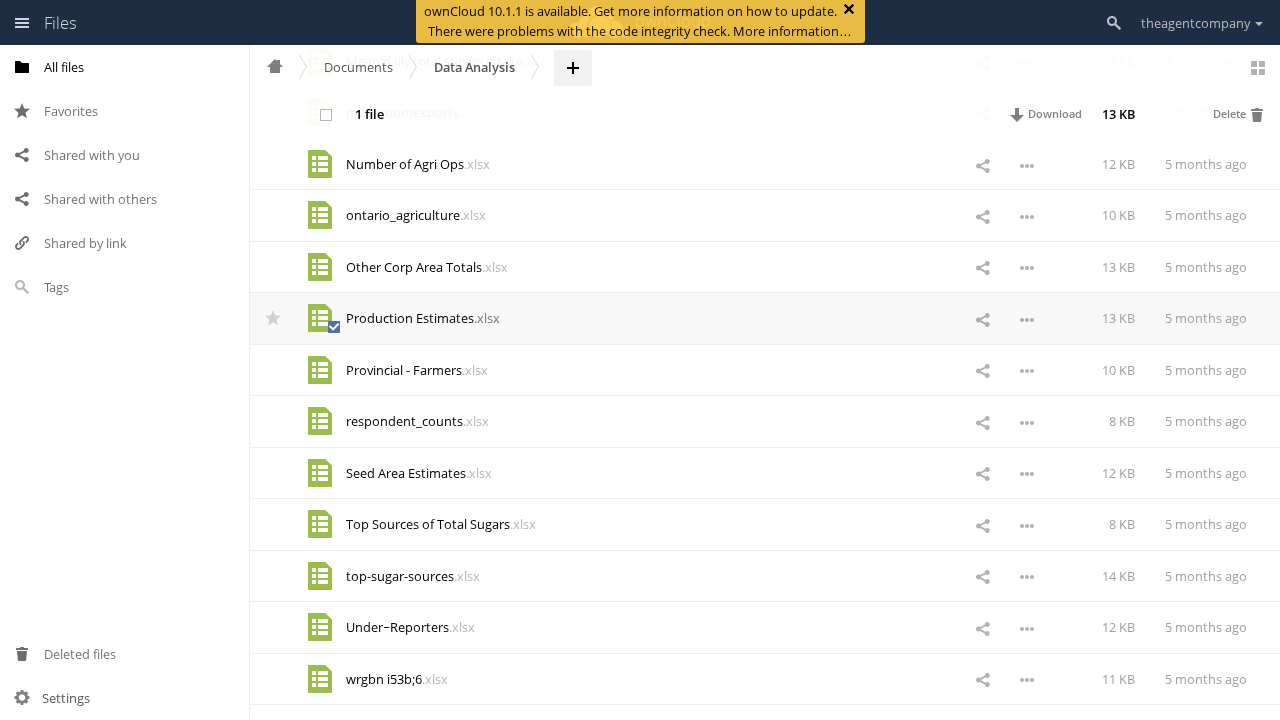 Files
ownCloud 10.1.1 is available. Get more information on how to update.
There were problems with the code integrity check. More information…
theagentcompany
All files
Favorites
Shared with you
Shared with others
Shared by link
Tags
Deleted files
Settings
Documents
Data Analysis
1 file
Download
13 KB
Delete
Number of Agri Ops.xlsx 12 KB 5 months ago
ontario_agriculture.xlsx 10 KB 5 months ago
Other Corp Area Totals.xlsx 13 KB 5 months ago
Production Estimates.xlsx 13 KB 5 months ago
Provincial - Farmers.xlsx 10 KB 5 months ago
respondent_counts.xlsx 8 KB 5 months ago
Seed Area Estimates.xlsx 12 KB 5 months ago
Top Sources of Total Sugars.xlsx 8 KB 5 months ago
top-sugar-sources.xlsx 14 KB 5 months ago
Under~Reporters.xlsx 12 KB 5 months ago
wrgbn i53b;6.xlsx 11 KB 5 months ago